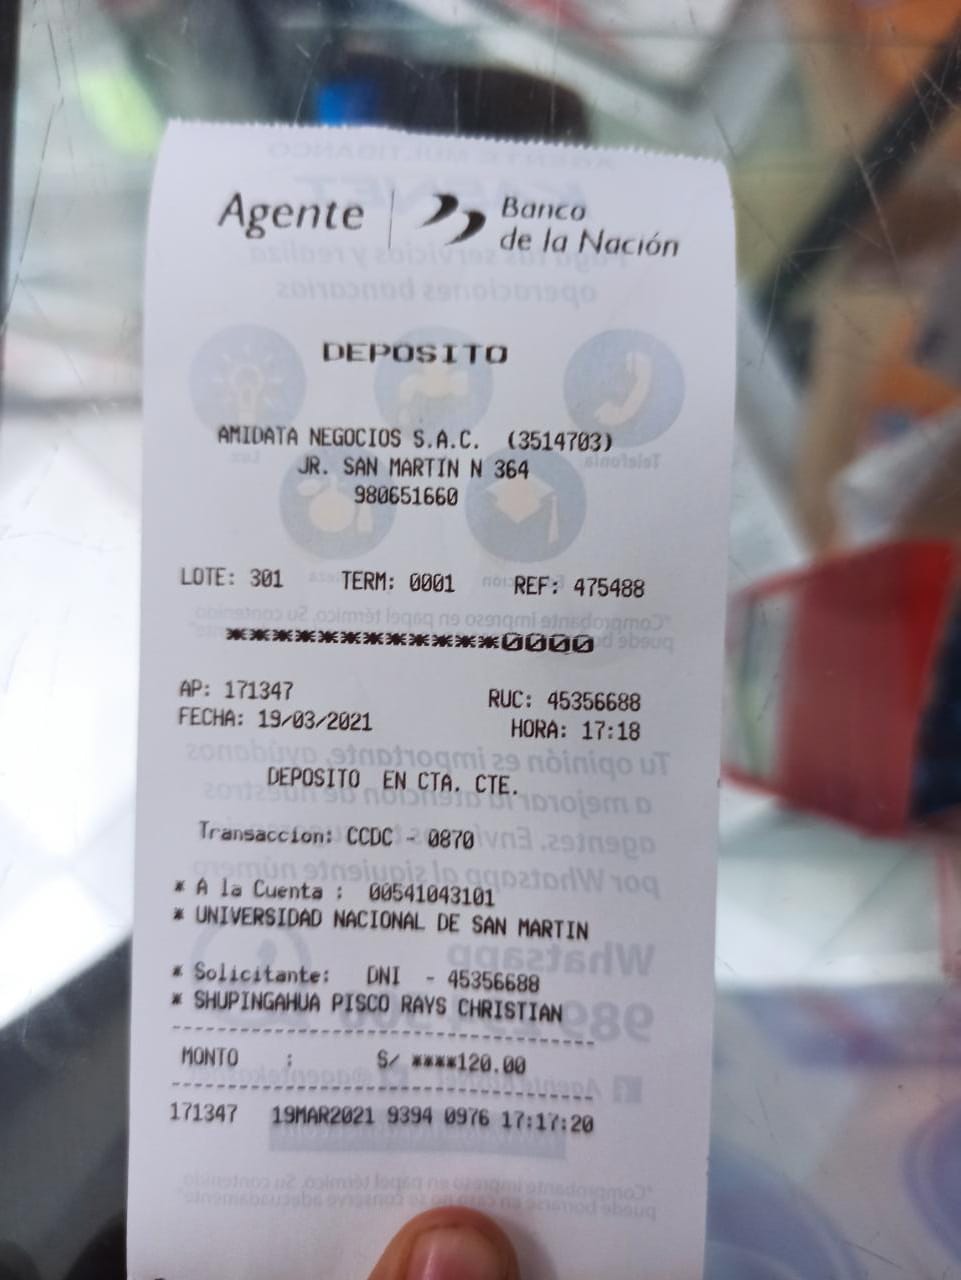 Agente | Banco
de la Nación
DEPOSITO
AMIDATA NEGOCIOS S.A.C. (3514703)
JR. SAN MARTIN N 364
980651660
LOTE: 301 TERM: 0001 REF: 475488
************0000
AP: 171347 RUC: 45356688
FECHA: 19/03/2021 HORA: 17:18
DEPOSITO EN CTA. CTE.
Transaccion: CCDC - 0870
* A la Cuenta : 00541043101
* UNIVERSIDAD NACIONAL DE SAN MARTIN
* Solicitante: DNI - 45356688
* SHUPINGAHUA PISCO RAYS CHRISTIAN
MONTO : S/ ****120.00
171347 19MAR2021 9394 0976 17:17:20